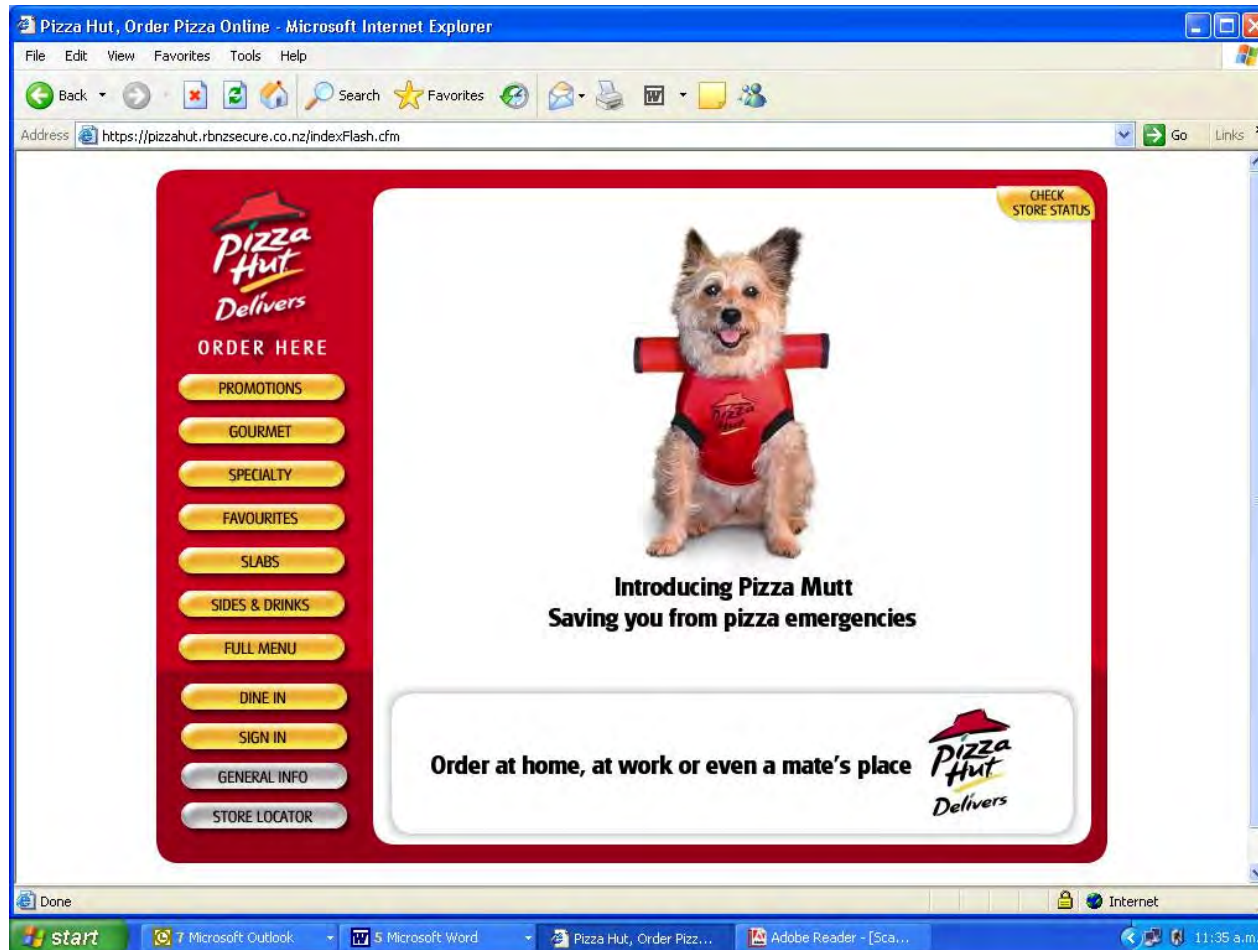 Pizza Hut, Order Pizza Online - Microsoft Internet Explorer
File Edit View Favorites Tools Help
Back Search Favorites
Address https://pizzahut.rbnzsecure.co.nz/indexFlash.cfm Go Links
CHECK
STORE STATUS
Pizza
Hut
Delivers
ORDER HERE
PROMOTIONS
GOURMET
SPECIALTY
FAVOURITES
SLABS
SIDES & DRINKS
FULL MENU
DINE IN
SIGN IN
GENERAL INFO
STORE LOCATOR
Pizza
Hut
Introducing Pizza Mutt
Saving you from pizza emergencies
Order at home, at work or even a mate's place
Pizza
Hut
Delivers
Done Internet
start 7 Microsoft Outlook 5 Microsoft Word Pizza Hut, Order Pizz... Adobe Reader - [Sca... 11:35 a.m.